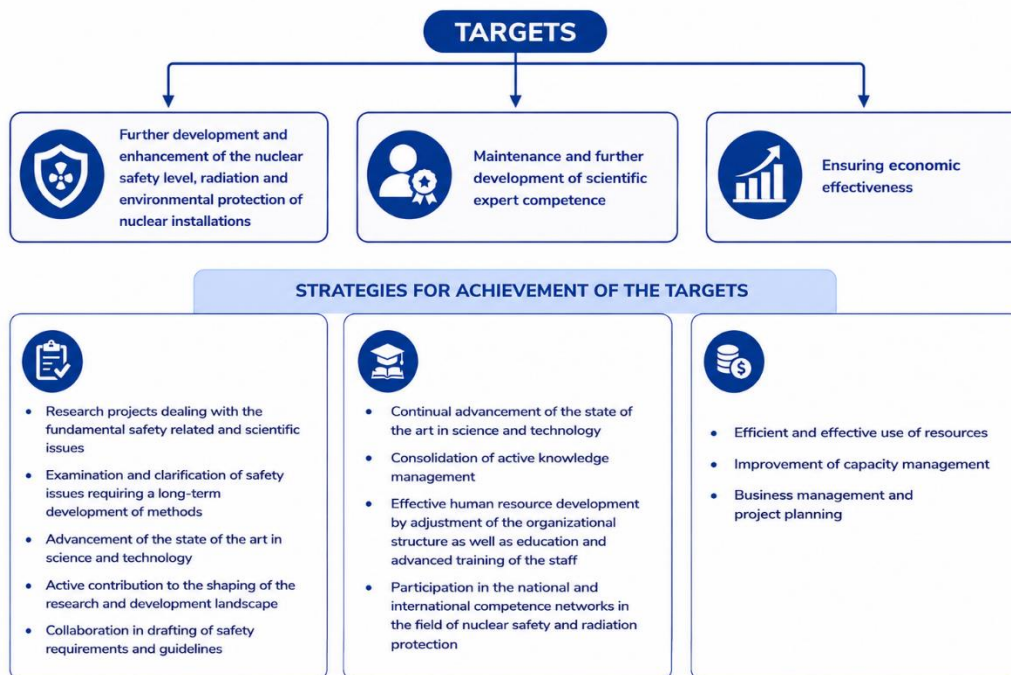 TARGETS
Further development and
enhancement of the nuclear
safety level, radiation and
environmental protection of
nuclear installations
Maintenance and further
development of scientific
expert competence
Ensuring economic
effectiveness
STRATEGIES FOR ACHIEVEMENT OF THE TARGETS
• Research projects dealing with the
fundamental safety related and scientific
issues
• Examination and clarification of safety
issues requiring a long-term
development of methods
• Advancement of the state of the art in
science and technology
• Active contribution to the shaping of the
research and development landscape
• Collaboration in drafting of safety
requirements and guidelines
• Continual advancement of the state of
the art in science and technology
• Consolidation of active knowledge
management
• Effective human resource development
by adjustment of the organizational
structure as well as education and
advanced training of the staff
• Participation in the national and
international competence networks in
the field of nuclear safety and radiation
protection
$
• Efficient and effective use of resources
• Improvement of capacity management
• Business management and
project planning